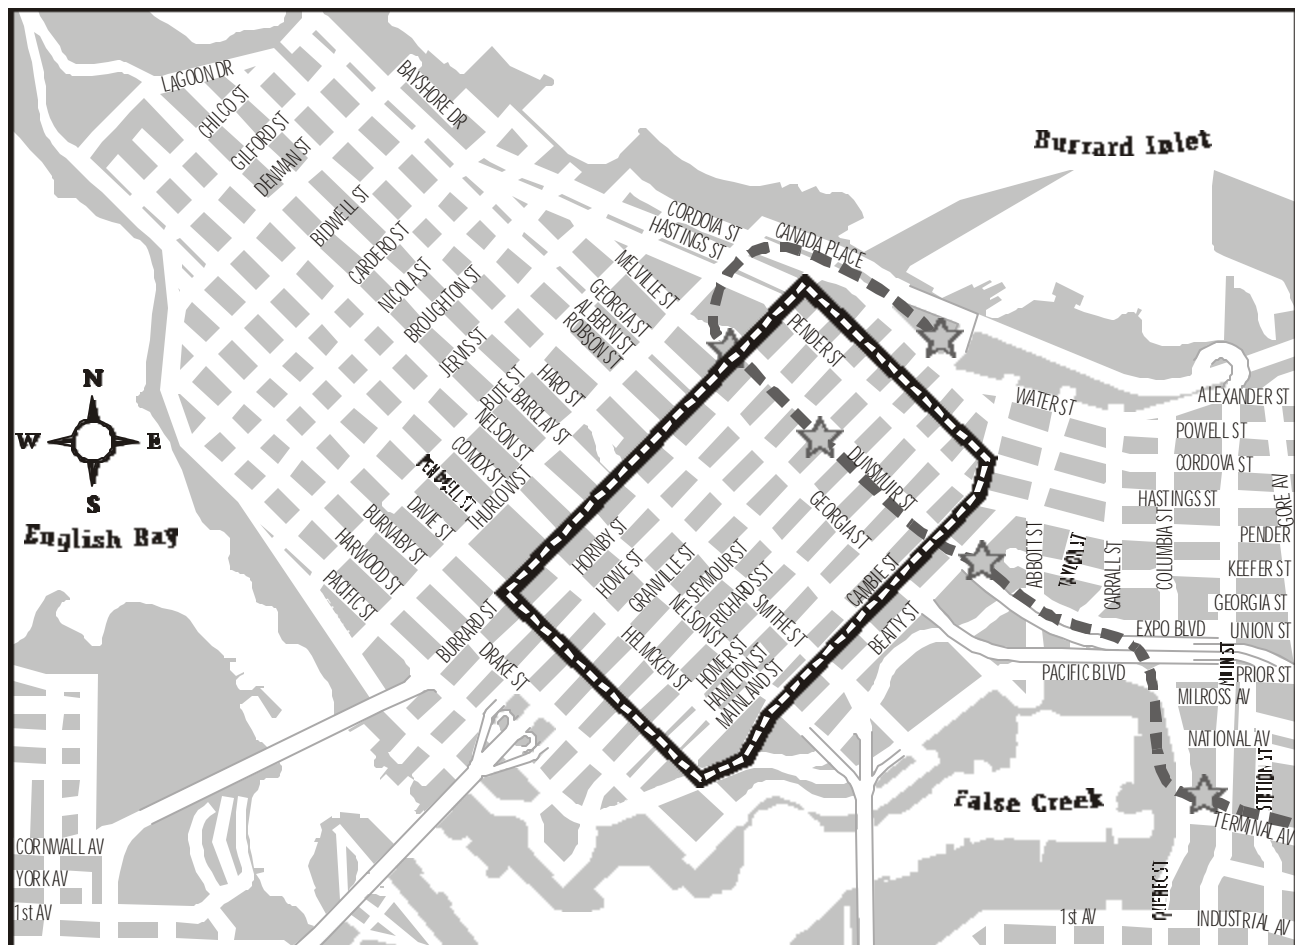 LAGOON DR
BAYSHORE DR
CHILCO ST
GILFORD ST
DENMAN ST
Burrard Inlet
BIDWELL ST
CORDOVA ST
HASTINGS ST
CANADA PLACE
CARDERO ST
NICOLA ST
BROUGHTON ST
MELVILLE ST
GEORGIA ST
ALBERNI ST
ROBSON ST
PENDER ST
JERVIS ST
N
W
E
S
BUTE ST
HARO ST
BARCLAY ST
NELSON ST
COMOX ST
PENDRELL ST
THURLOW ST
DAVIE ST
BURNABY ST
HARWOOD ST
PACIFIC ST
English Bay
WATER ST
ALEXANDER ST
POWELL ST
CORDOVA ST
HASTINGS ST
GORE AV
PENDER
KEEFER ST
GEORGIA ST
UNION ST
EXPO BLVD
PRIOR ST
PACIFIC BLVD
MAIN ST
MILROSS AV
NATIONAL AV
STATION ST
TERMINAL AV
ABBOTT ST
TAYLOR ST
CARRALL ST
COLUMBIA ST
DUNSMUIR ST
GEORGIA ST
CAMBIE ST
BEATTY ST
HORNBY ST
HOWE ST
GRANVILLE ST
SEYMOUR ST
RICHARDS ST
NELSON ST
SMITHE ST
HELMCKEN ST
HOMER ST
HAMILTON ST
MAINLAND ST
BURRARD ST
DRAKE ST
False Creek
CORNWALL AV
YORK AV
1st AV
QUEBEC ST
1st AV
INDUSTRIAL AV